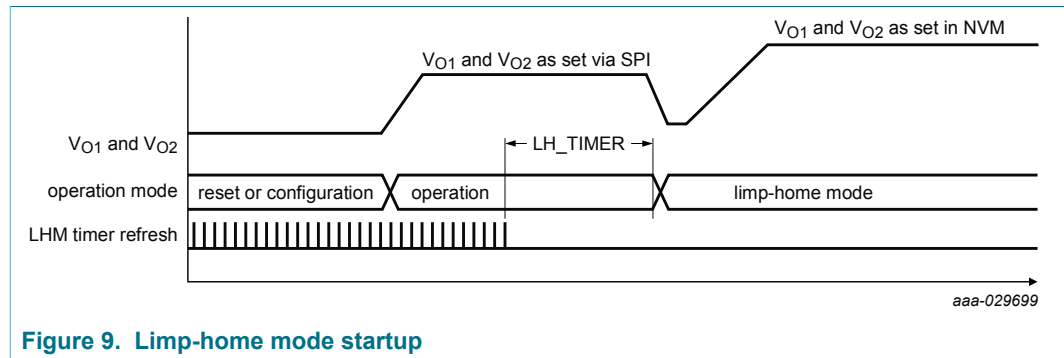 VO1 and VO2 as set in NVM
VO1 and VO2 as set via SPI
VO1 and VO2
LH_TIMER
operation mode
reset or configuration
operation
limp-home mode
LHM timer refresh
aaa-029699
Figure 9. Limp-home mode startup